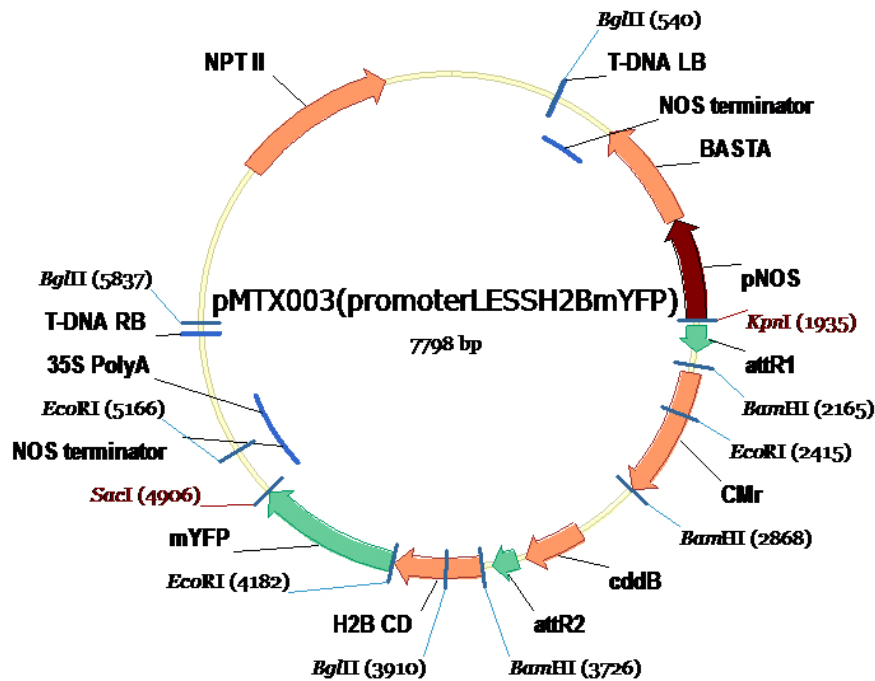 BglII (540)
T-DNA LB
NPT II
NOS terminator
BASTA
pNOS
BglII (5837)
pMTX003(promoterLESSH2BmYFP)
KpnI (1935)
T-DNA RB
7798 bp
35S PolyA
attR1
BamHI (2165)
EcoRI (5166)
EcoRI (2415)
NOS terminator
CMr
SacI (4906)
BamHI (2868)
mYFP
cddB
EcoRI (4182)
H2B CD
attR2
BglII (3910)
BamHI (3726)